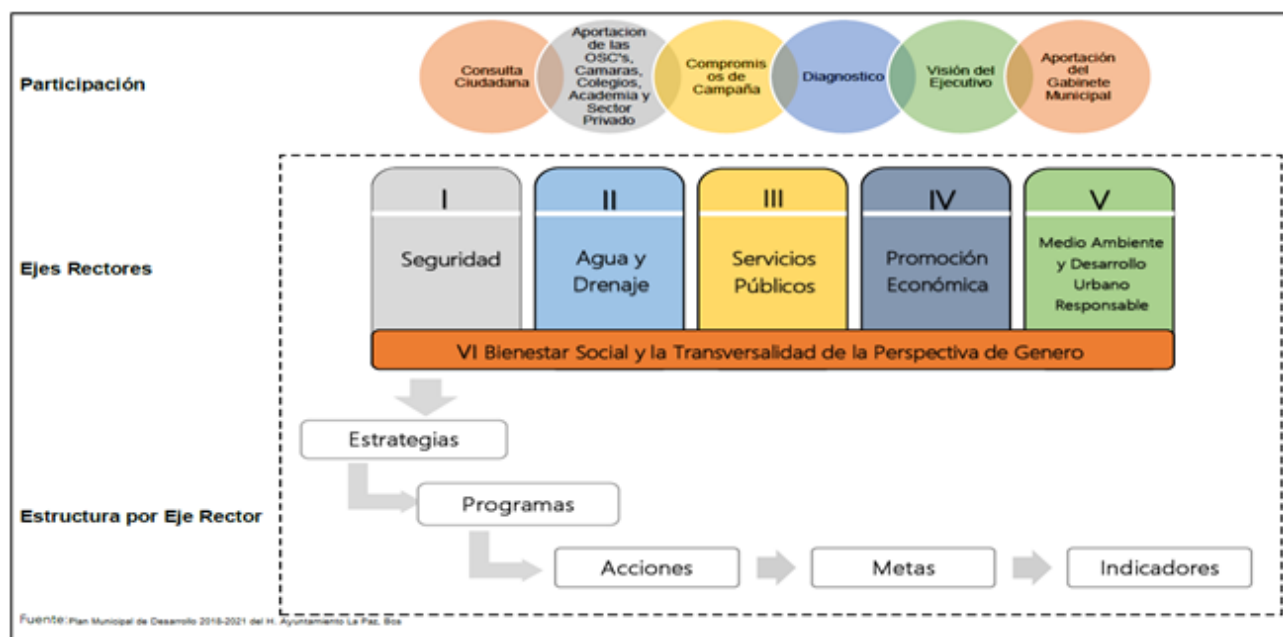 Participación
Consulta
Ciudadana
Aportacion
de las
OSC's,
Camaras,
Colegios,
Academia y
Sector
Privado
Compromis
os de
Campaña
Diagnostico
Visión del
Ejecutivo
Aportación
del
Gabinete
Municipal
Ejes Rectores
I
Seguridad
II
Agua y
Drenaje
III
Servicios
Públicos
IV
Promoción
Económica
V
Medio Ambiente
y Desarrollo
Urbano
Responsable
VI Bienestar Social y la Transversalidad de la Perspectiva de Genero
Estructura por Eje Rector
Estrategias
Programas
Acciones
Metas
Indicadores
Fuente: Plan Municipal de Desarrollo 2018-2021 del H. Ayuntamiento La Paz, Bcs